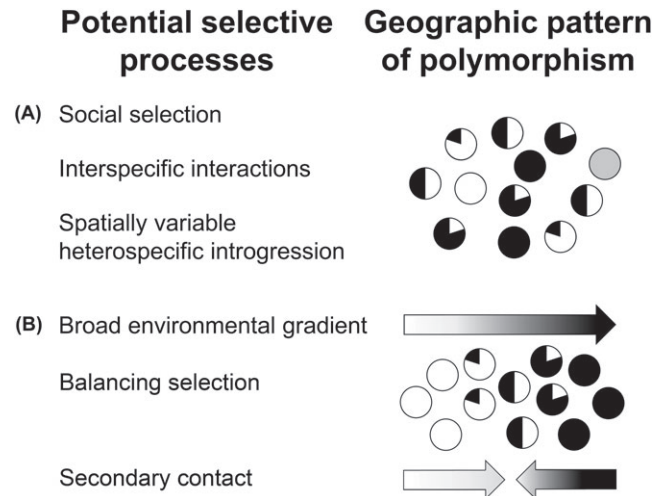 Potential selective
processes
Geographic pattern
of polymorphism
(A) Social selection
Interspecific interactions
Spatially variable
heterospecific introgression
(B) Broad environmental gradient
Balancing selection
Secondary contact